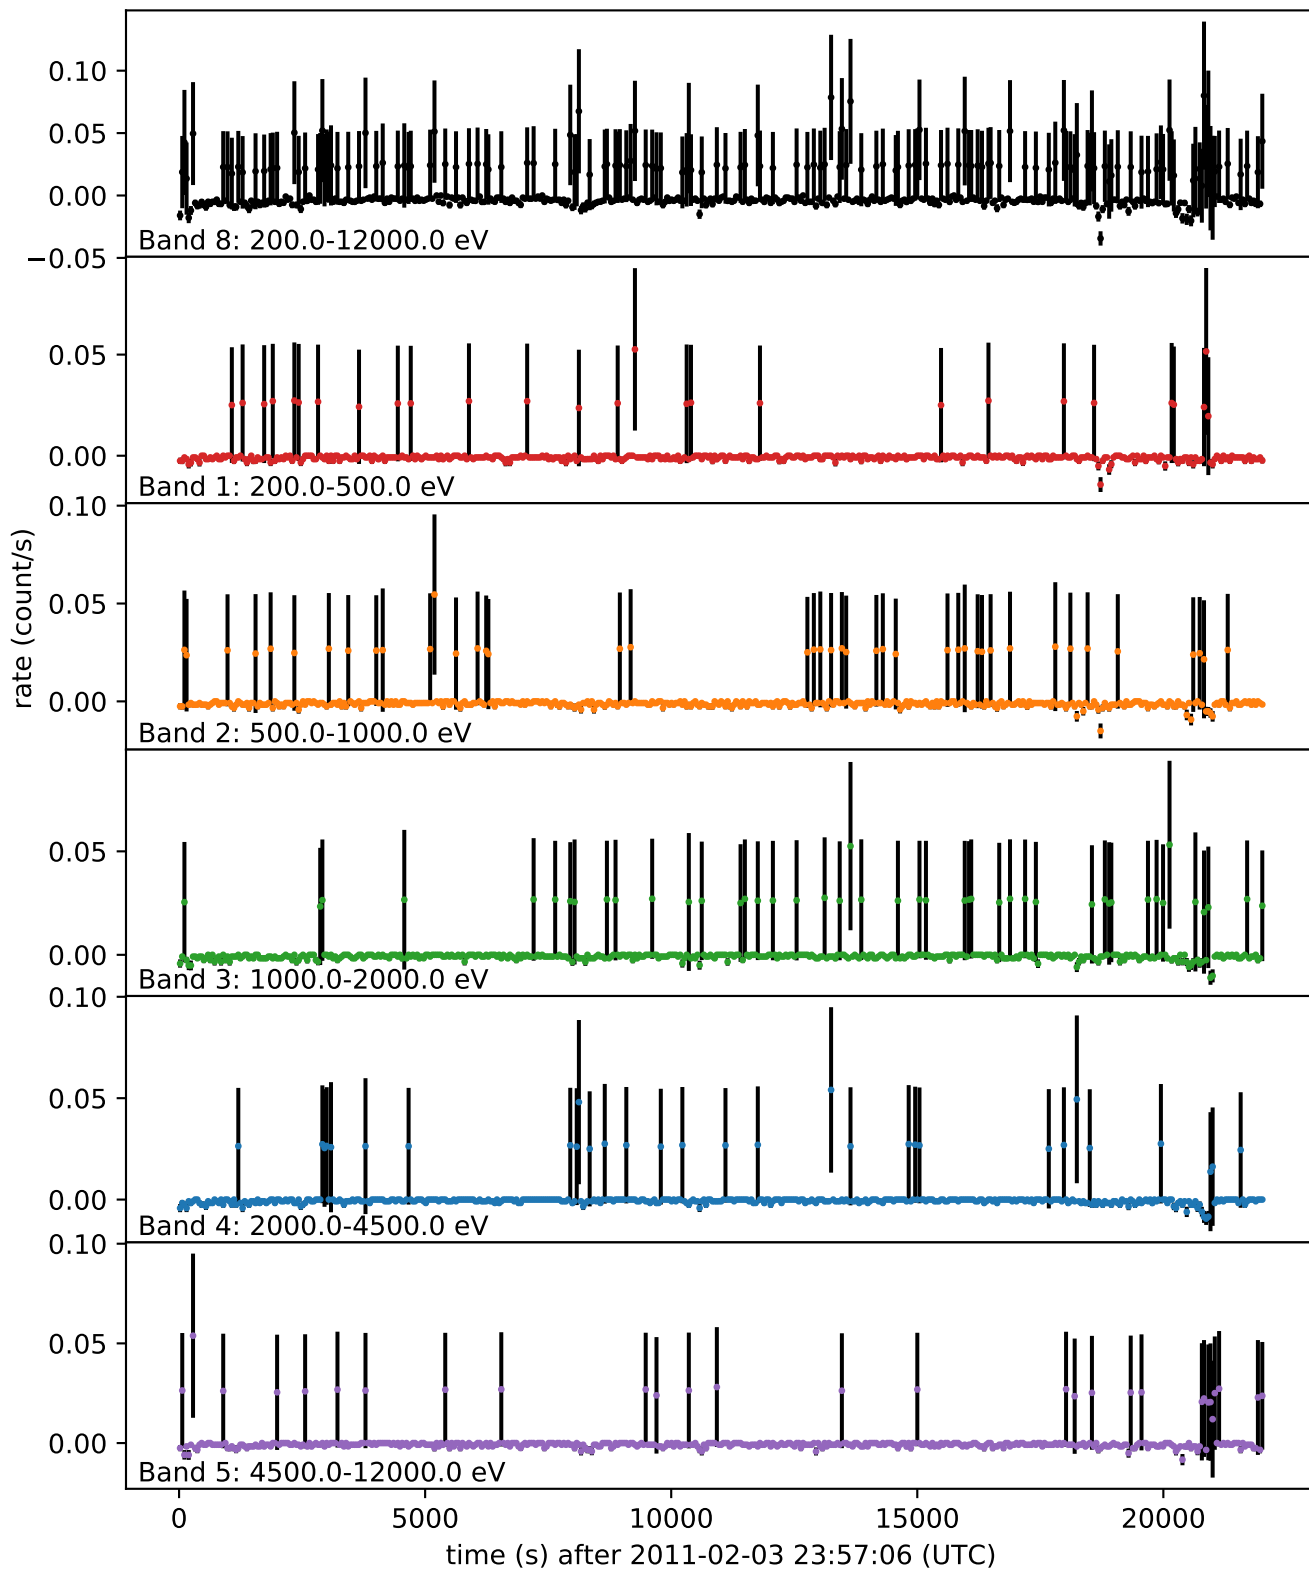 0.10
0.05
0.00
−0.05
Band 8: 200.0-12000.0 eV
0.05
0.00
Band 1: 200.0-500.0 eV
0.10
0.05
0.00
Band 2: 500.0-1000.0 eV
rate (count/s)
0.05
0.00
Band 3: 1000.0-2000.0 eV
0.10
0.05
0.00
Band 4: 2000.0-4500.0 eV
0.10
0.05
0.00
Band 5: 4500.0-12000.0 eV
0 5000 10000 15000 20000
time (s) after 2011-02-03 23:57:06 (UTC)